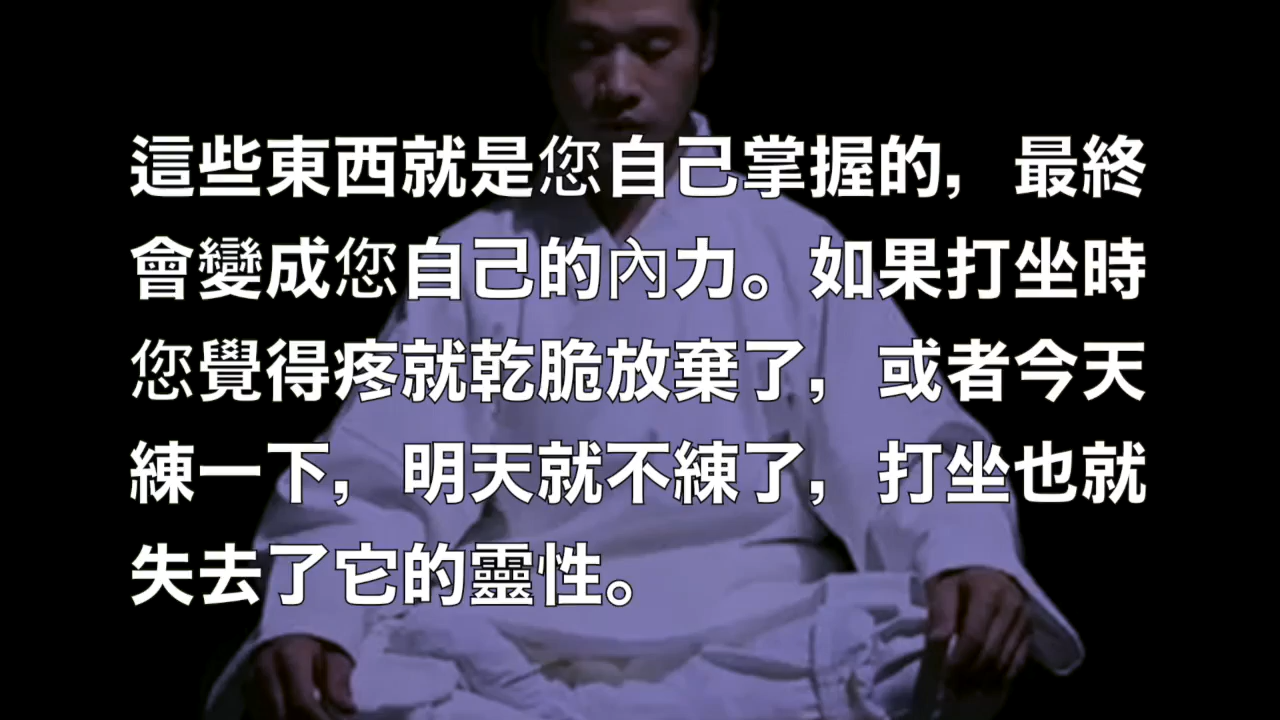 這些東西就是您自己掌握的，最終
會變成您自己的內力。如果打坐時
您覺得疼就乾脆放棄了，或者今天
練一下，明天就不練了，打坐也就
失去了它的靈性。